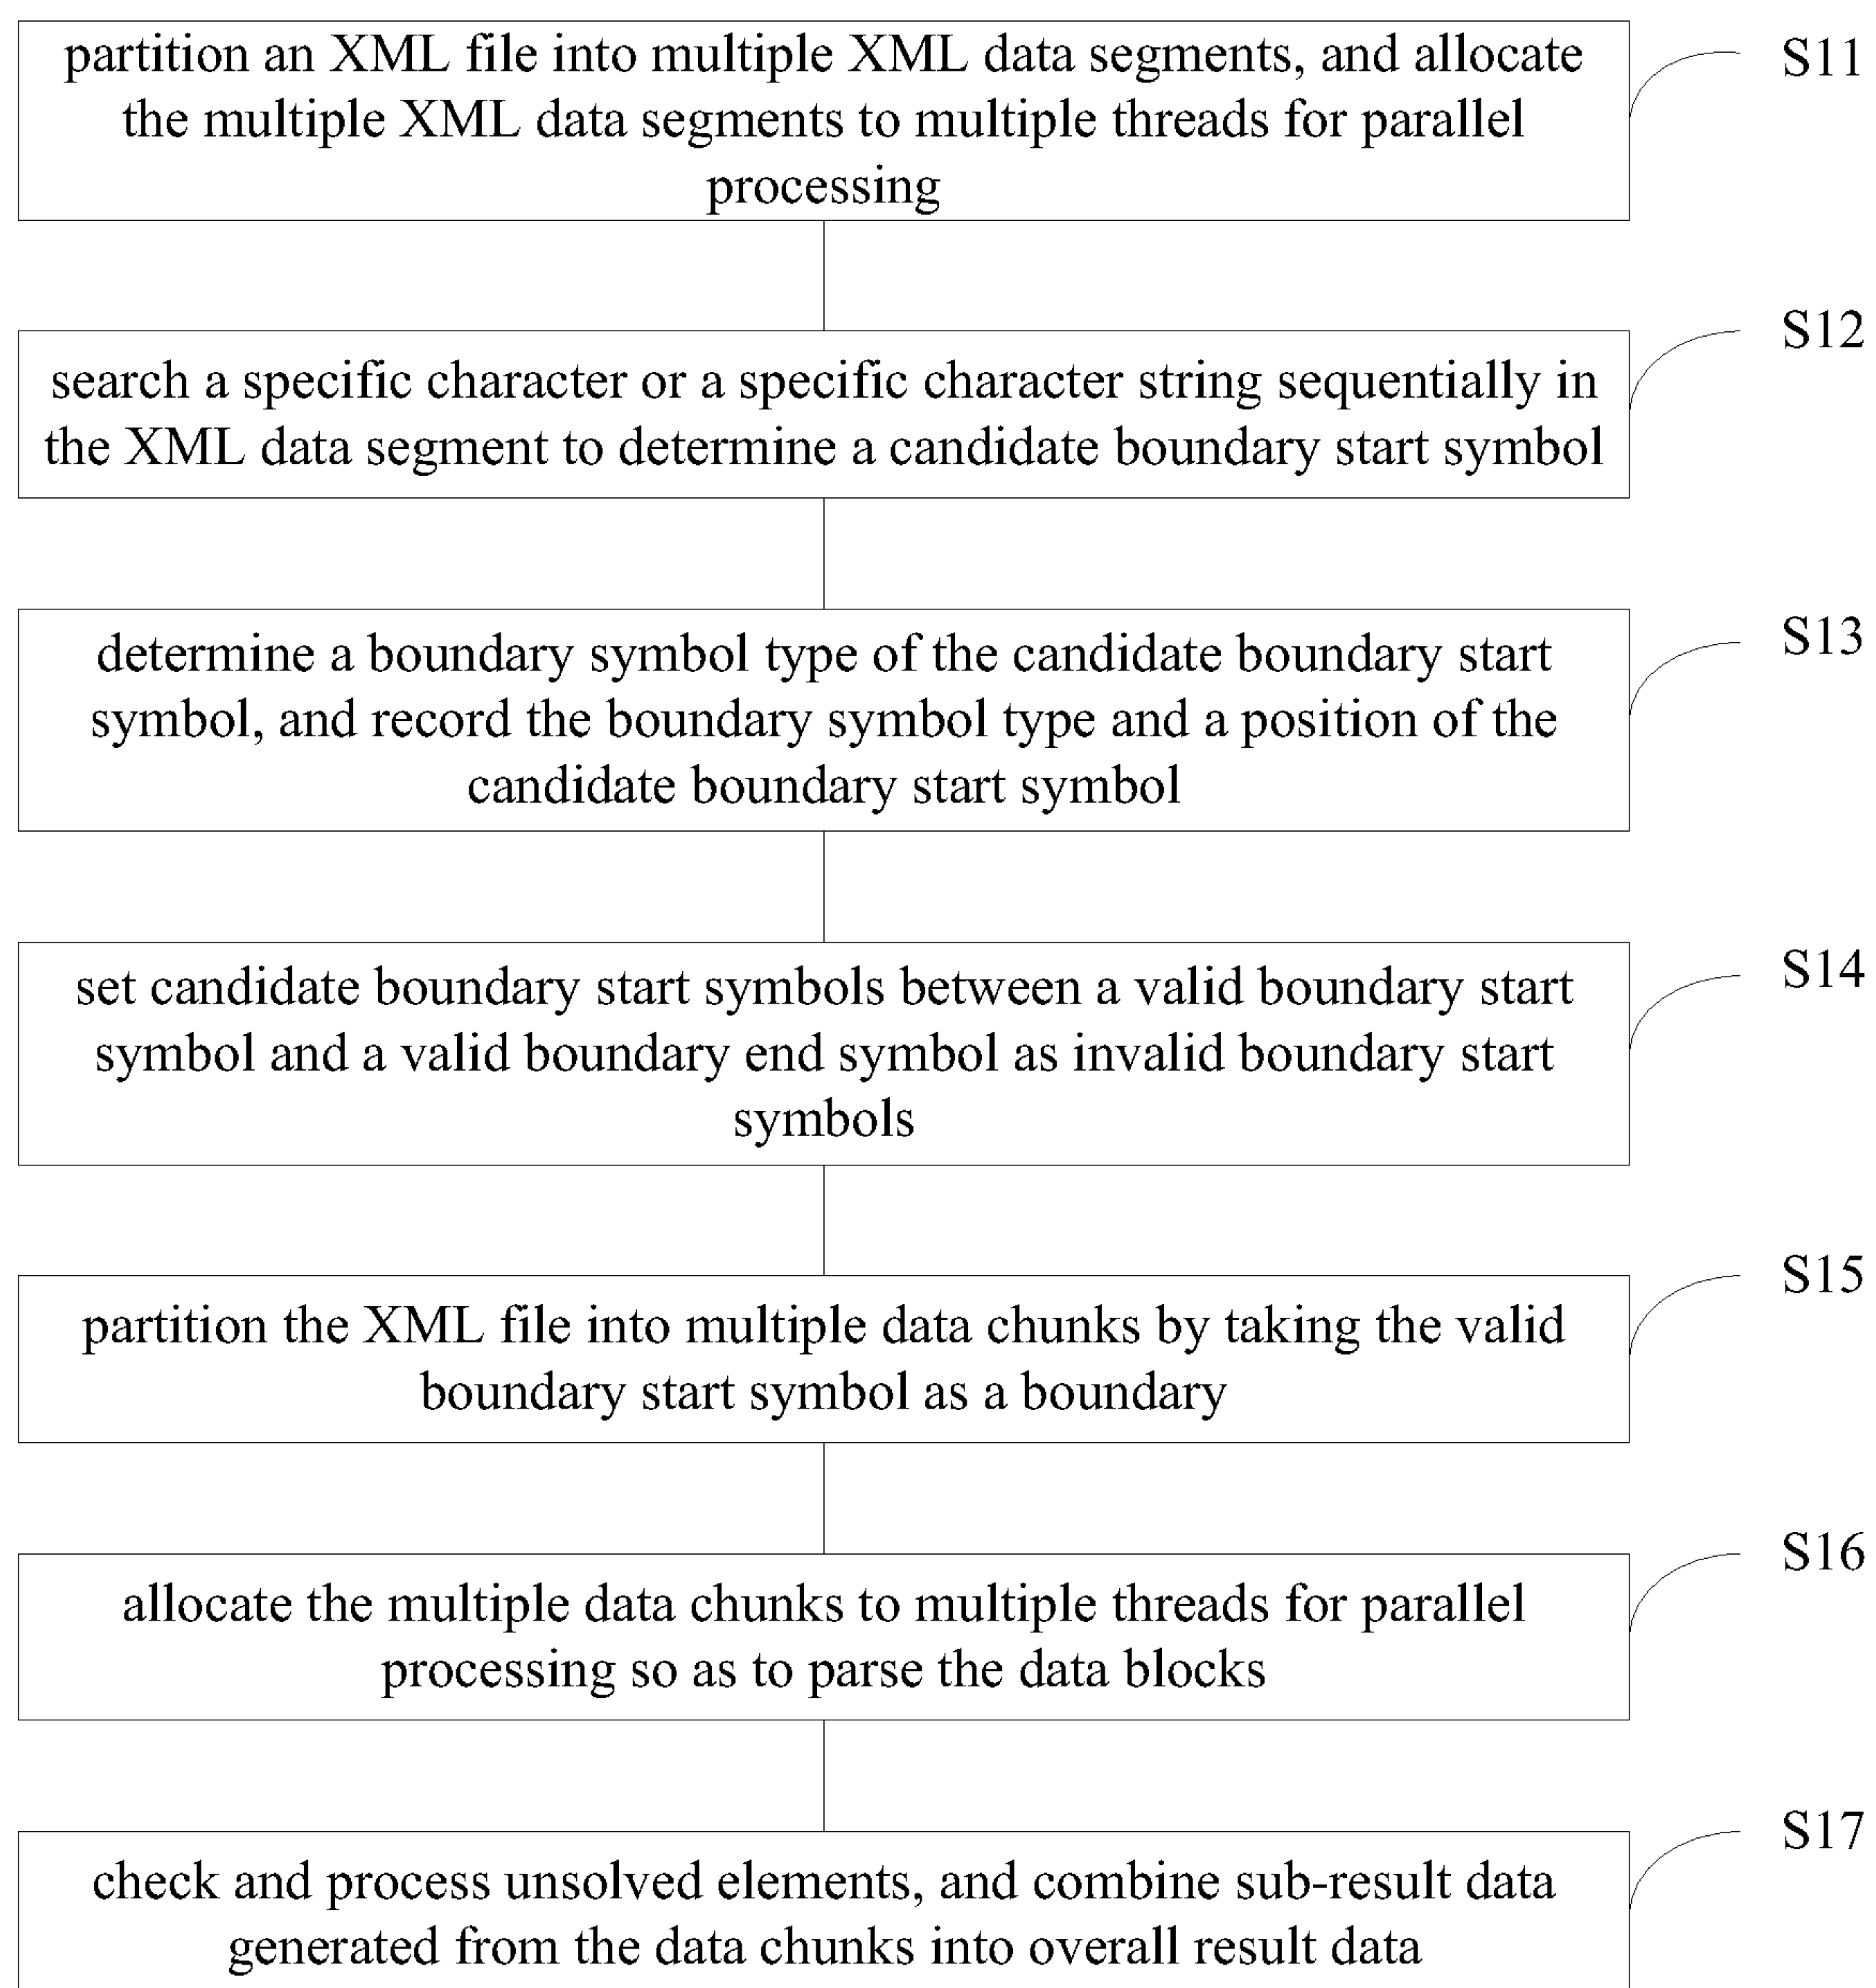 partition an XML file into multiple XML data segments, and allocate
the multiple XML data segments to multiple threads for parallel
processing
S11
search a specific character or a specific character string sequentially in
the XML data segment to determine a candidate boundary start symbol
S12
determine a boundary symbol type of the candidate boundary start
symbol, and record the boundary symbol type and a position of the
candidate boundary start symbol
S13
set candidate boundary start symbols between a valid boundary start
symbol and a valid boundary end symbol as invalid boundary start
symbols
S14
partition the XML file into multiple data chunks by taking the valid
boundary start symbol as a boundary
S15
allocate the multiple data chunks to multiple threads for parallel
processing so as to parse the data blocks
S16
check and process unsolved elements, and combine sub-result data
generated from the data chunks into overall result data
S17